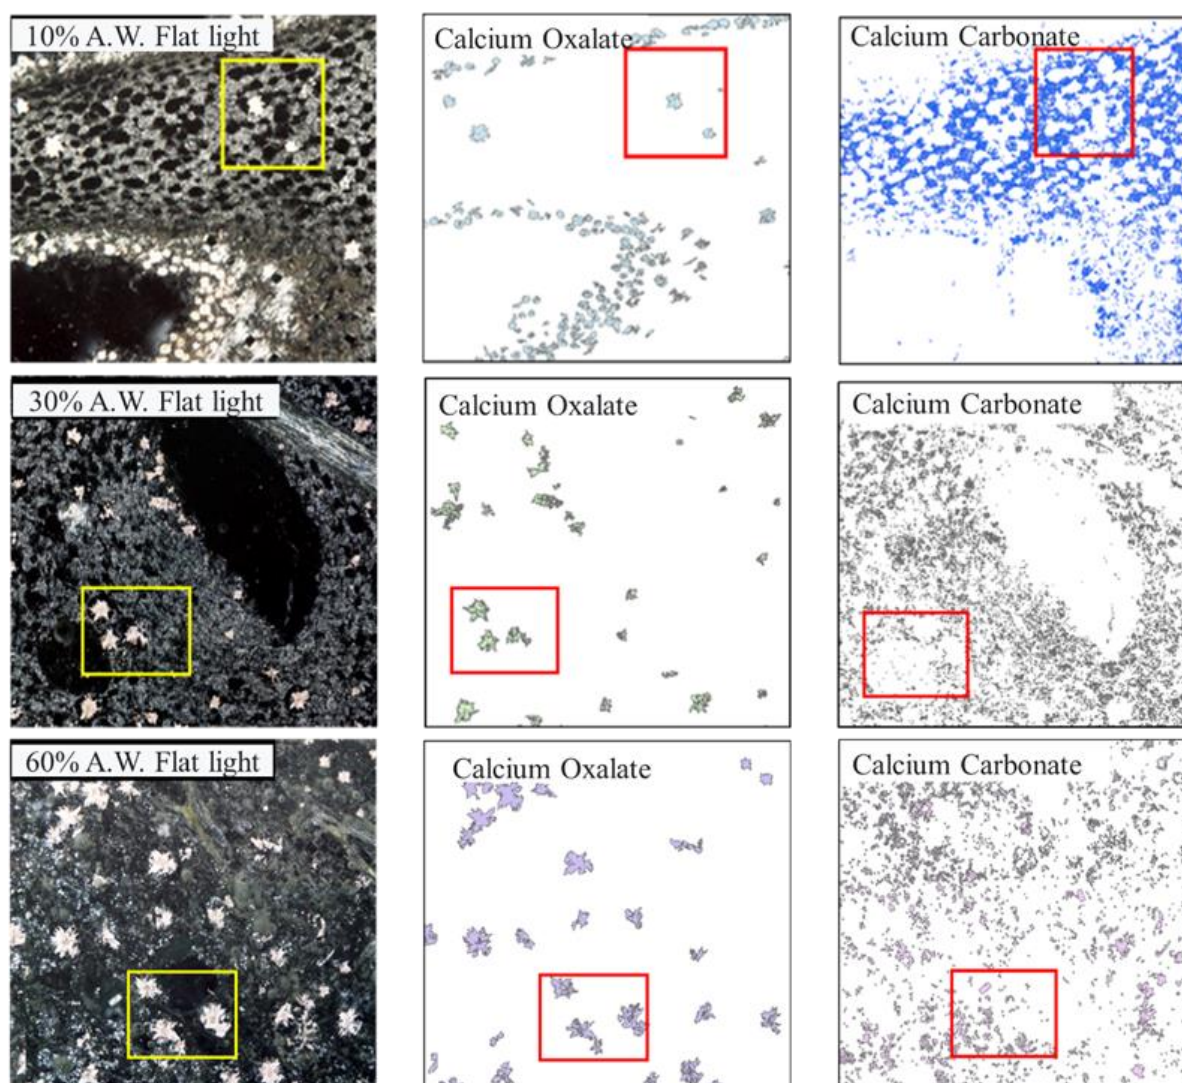 10% A.W. Flat light
Calcium Oxalate
Calcium Carbonate
30% A.W. Flat light
Calcium Oxalate
Calcium Carbonate
60% A.W. Flat light
Calcium Oxalate
Calcium Carbonate